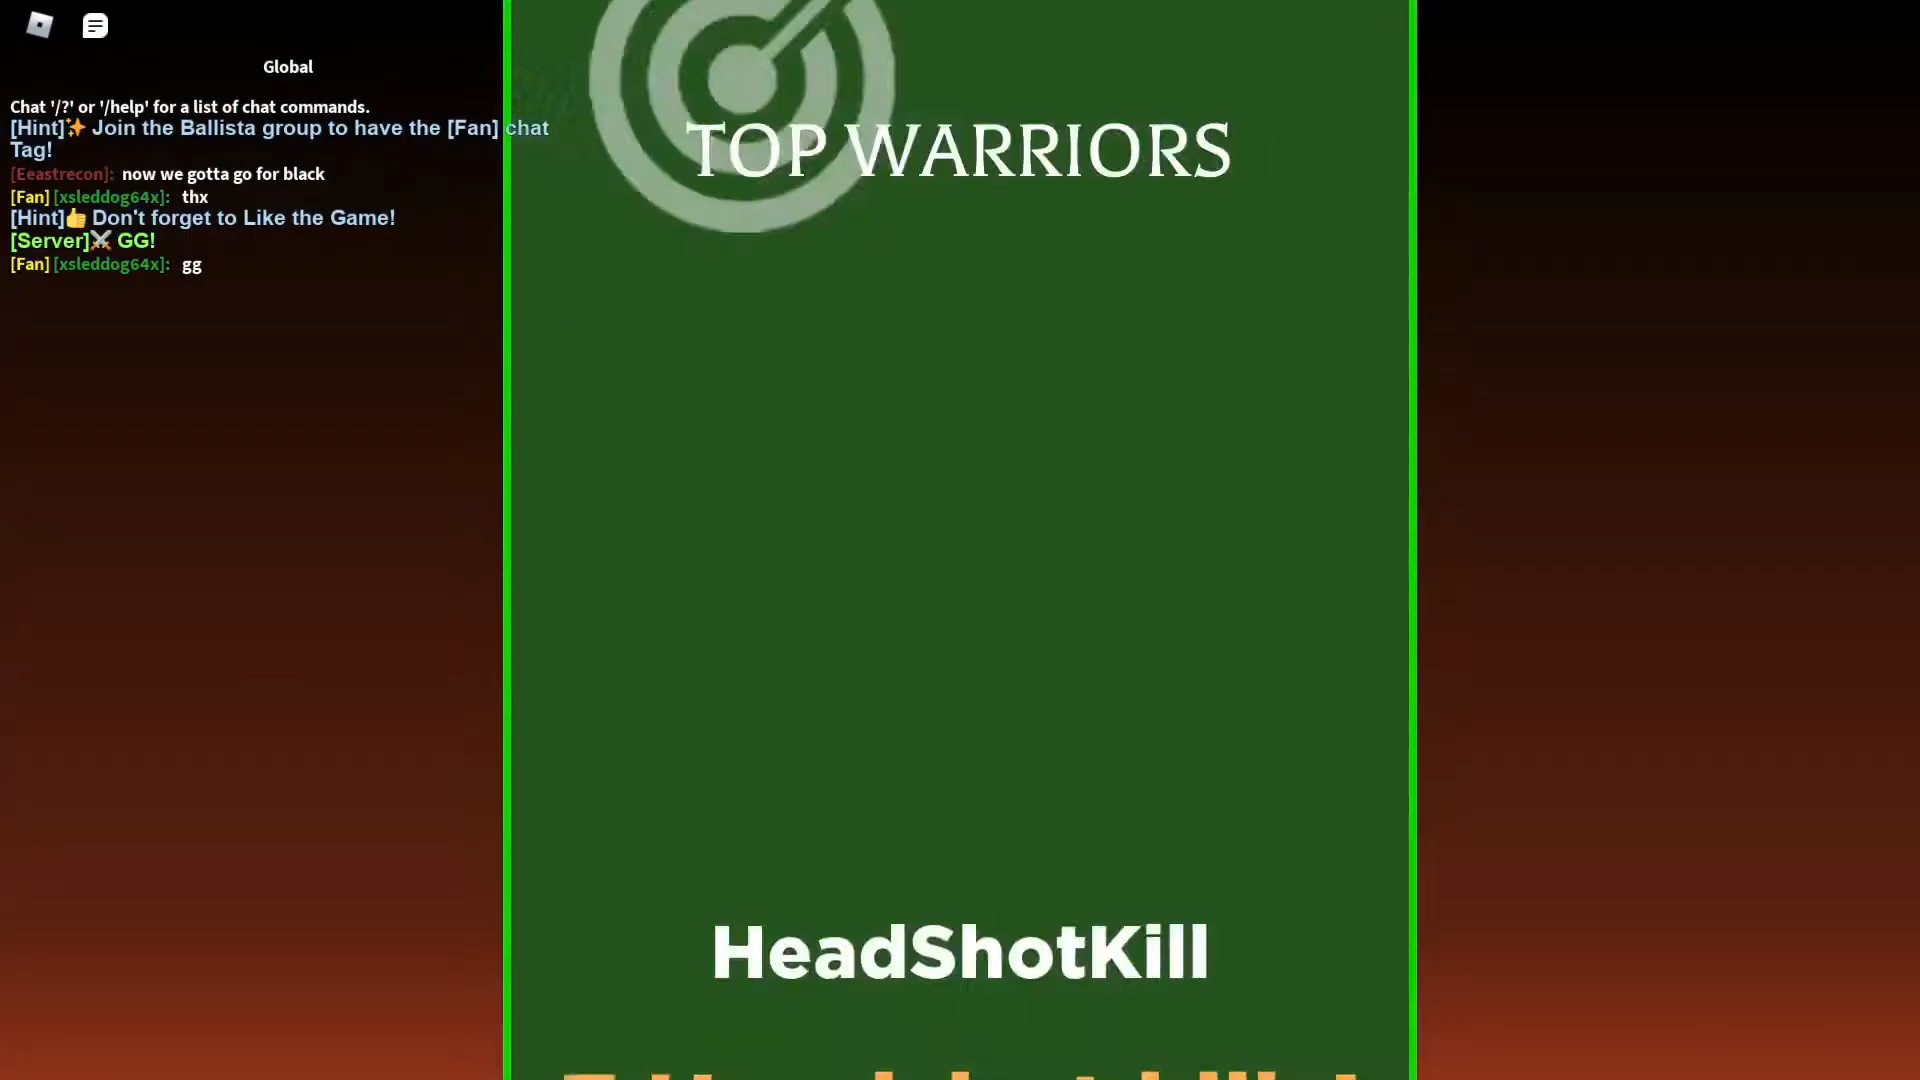 Global
Chat '/?' or '/help' for a list of chat commands.
[Hint]✨ Join the Ballista group to have the [Fan] chat
Tag!
[Eeastrecon]: now we gotta go for black
[Fan] [xsleddog64x]: thx
[Hint]👍 Don't forget to Like the Game!
[Server]⚔ GG!
[Fan] [xsleddog64x]: gg
TOP WARRIORS
HeadShotKill